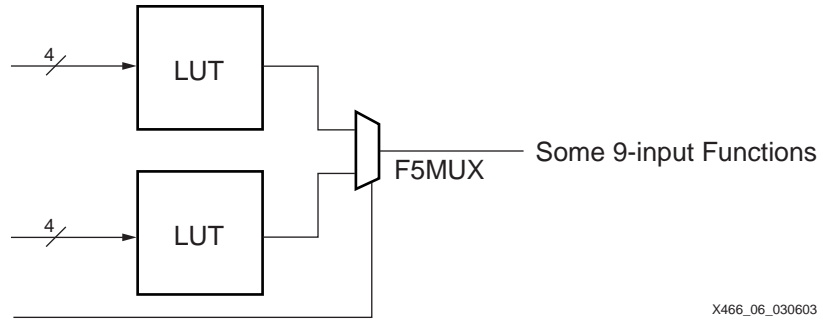 4
LUT
F5MUX
Some 9-input Functions
4
LUT
X466_06_030603